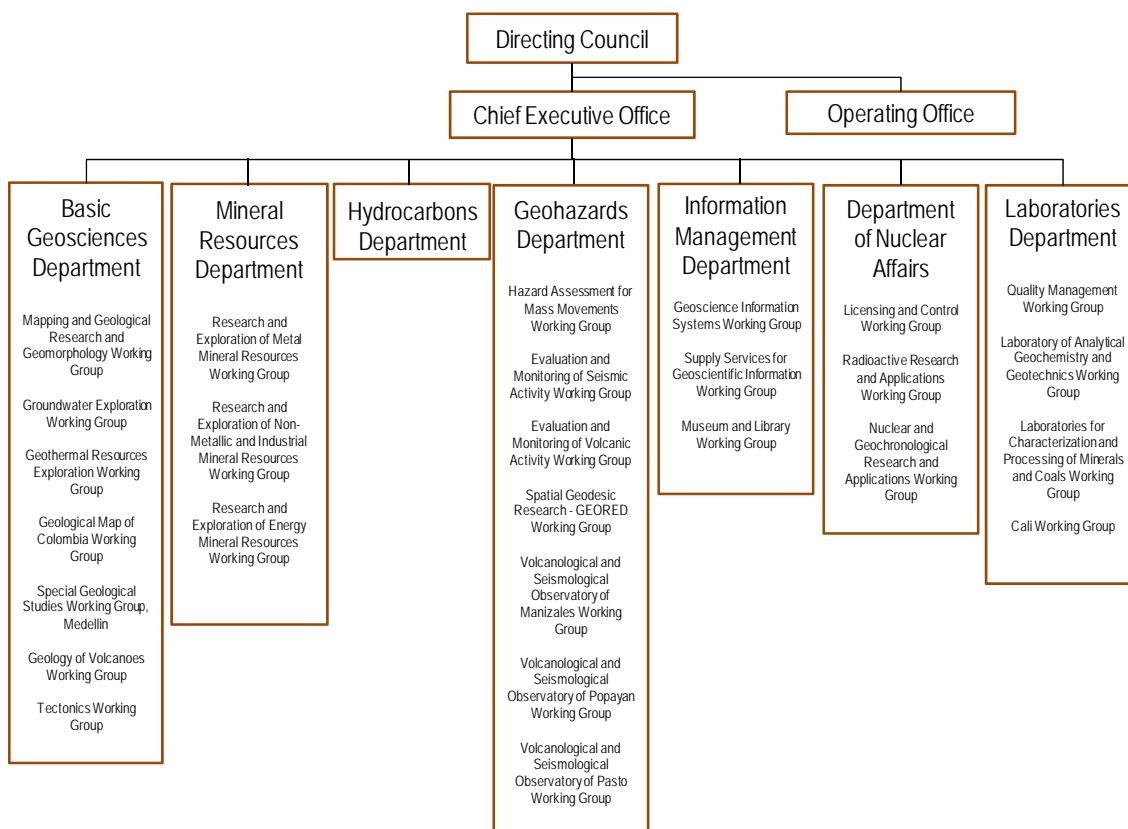 Directing Council
Chief Executive Office
Operating Office
Basic
Geosciences
Department
Mapping and Geological
Research and
Geomorphology Working
Group
Groundwater Exploration
Working Group
Geothermal Resources
Exploration Working
Group
Geological Map of
Colombia Working
Group
Special Geological
Studies Working Group,
Medellin
Geology of Volcanoes
Working Group
Tectonics Working
Group
Mineral
Resources
Department
Research and
Exploration of Metal
Mineral Resources
Working Group
Research and
Exploration of Non-
Metallic and Industrial
Mineral Resources
Working Group
Research and
Exploration of Energy
Mineral Resources
Working Group
Hydrocarbons
Department
Geohazards
Department
Hazard Assessment for
Mass Movements
Working Group
Evaluation and
Monitoring of Seismic
Activity Working Group
Evaluation and
Monitoring of Volcanic
Activity Working Group
Spatial Geodesic
Research - GEORED
Working Group
Volcanological and
Seismological
Observatory of
Manizales Working
Group
Volcanological and
Seismological
Observatory of Popayan
Working Group
Volcanological and
Seismological
Observatory of Pasto
Working Group
Information
Management
Department
Geoscience Information
Systems Working Group
Supply Services for
Geoscientific Information
Working Group
Museum and Library
Working Group
Department
of Nuclear
Affairs
Licensing and Control
Working Group
Radioactive Research
and Applications
Working Group
Nuclear and
Geochronological
Research and
Applications Working
Group
Laboratories
Department
Quality Management
Working Group
Laboratory of Analytical
Geochemistry and
Geotechnics Working
Group
Laboratories for
Characterization and
Processing of Minerals
and Coals Working
Group
Cali Working Group